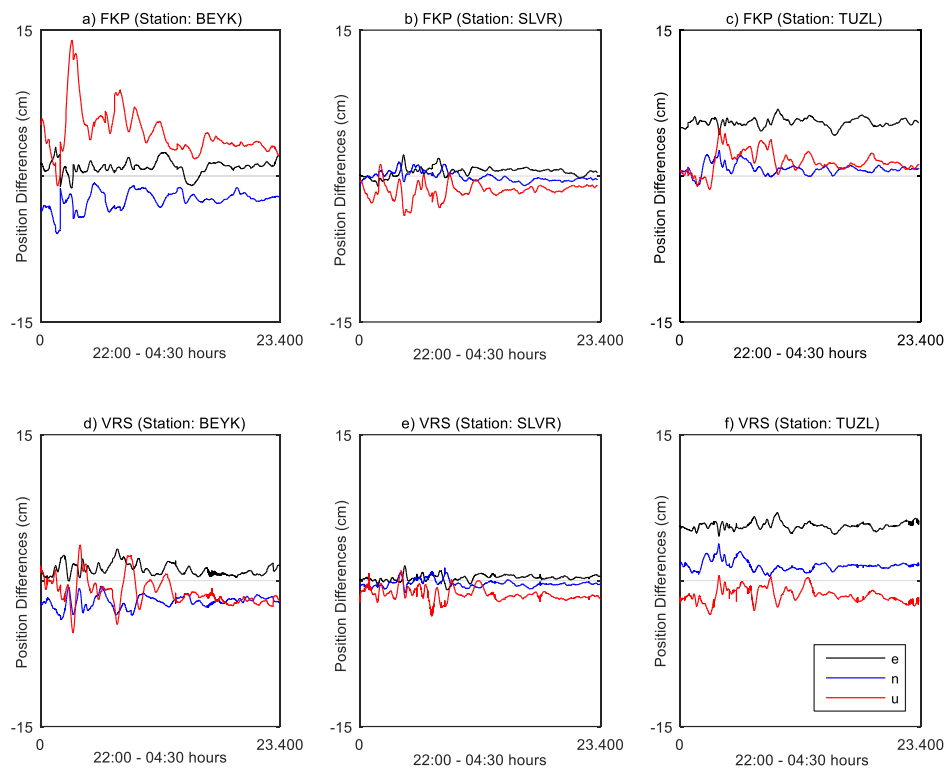 a) FKP (Station: BEYK)
15
Position Differences (cm)
-15
0
23.400
22:00 - 04:30 hours
b) FKP (Station: SLVR)
15
Position Differences (cm)
-15
0
23.400
22:00 - 04:30 hours
c) FKP (Station: TUZL)
15
Position Differences (cm)
-15
0
23.400
22:00 - 04:30 hours
d) VRS (Station: BEYK)
15
Position Differences (cm)
-15
0
23.400
22:00 - 04:30 hours
e) VRS (Station: SLVR)
15
Position Differences (cm)
-15
0
23.400
22:00 - 04:30 hours
f) VRS (Station: TUZL)
15
Position Differences (cm)
-15
0
23.400
22:00 - 04:30 hours
e
n
u